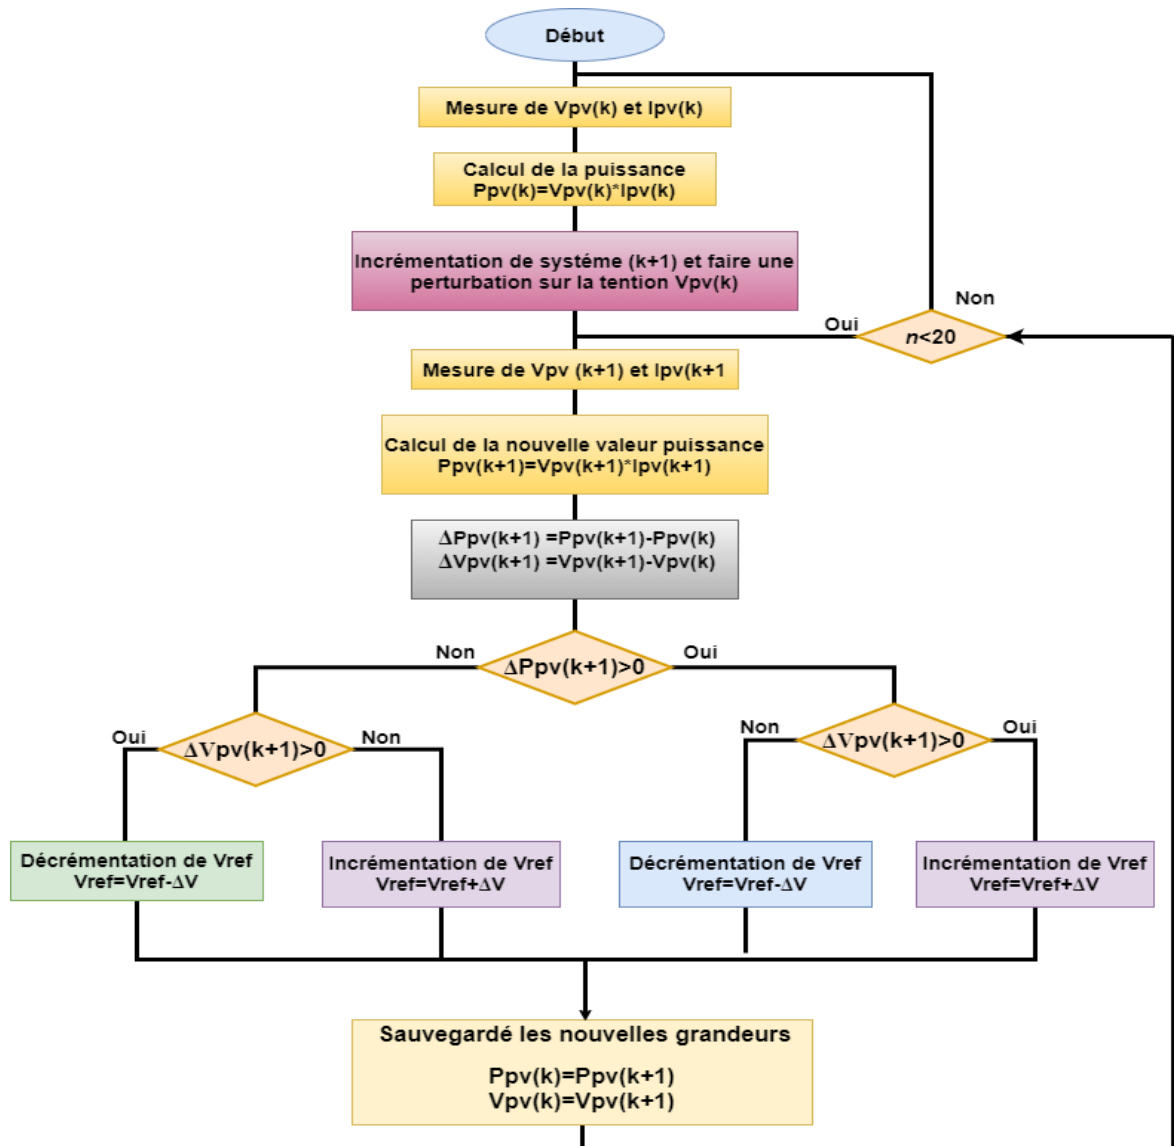 Début
Mesure de Vpv(k) et Ipv(k)
Calcul de la puissance
Ppv(k)=Vpv(k)*Ipv(k)
Incrémentation de systéme (k+1) et faire une
perturbation sur la tention Vpv(k)
Non
Oui
n<20
Mesure de Vpv (k+1) et Ipv(k+1
Calcul de la nouvelle valeur puissance
Ppv(k+1)=Vpv(k+1)*Ipv(k+1)
ΔPpv(k+1) =Ppv(k+1)-Ppv(k)
ΔVpv(k+1) =Vpv(k+1)-Vpv(k)
Non
Oui
ΔPpv(k+1)>0
Oui
Non
ΔVpv(k+1)>0
Non
Oui
ΔVpv(k+1)>0
Décrémentation de Vref
Vref=Vref-ΔV
Incrémentation de Vref
Vref=Vref+ΔV
Décrémentation de Vref
Vref=Vref-ΔV
Incrémentation de Vref
Vref=Vref+ΔV
Sauvegardé les nouvelles grandeurs
Ppv(k)=Ppv(k+1)
Vpv(k)=Vpv(k+1)